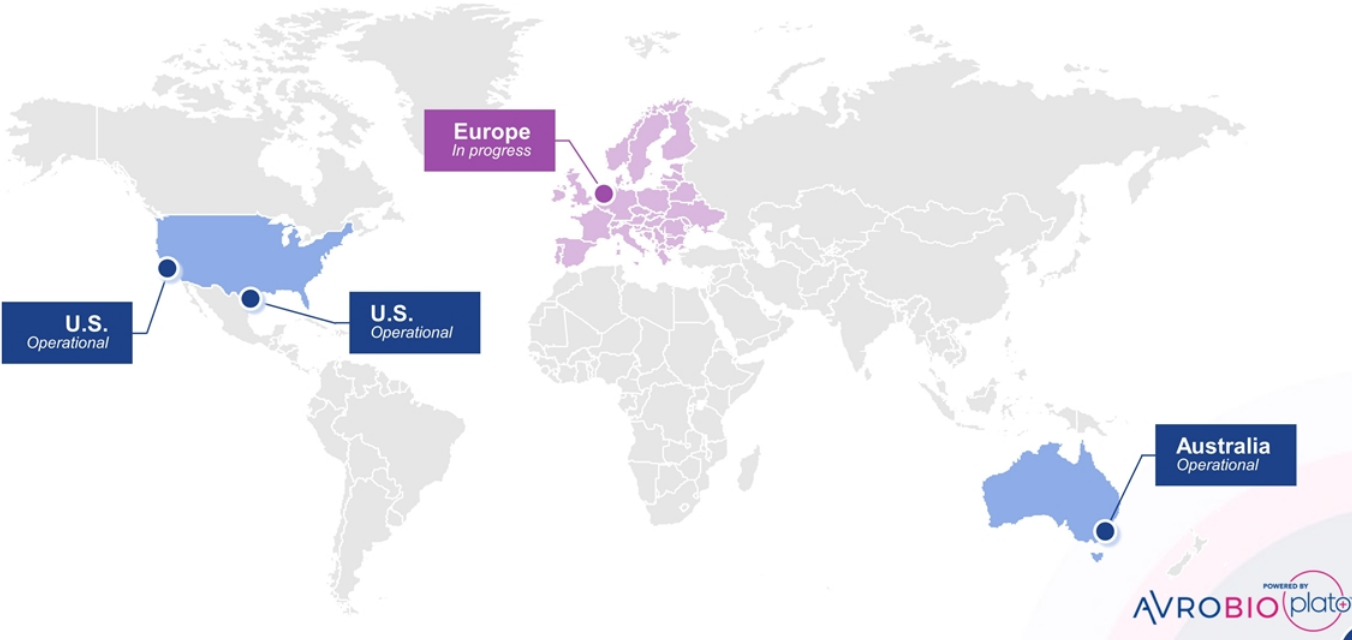 Europe
In progress
U.S.
Operational
U.S.
Operational
Australia
Operational
POWERED BY
AVROBIO plato